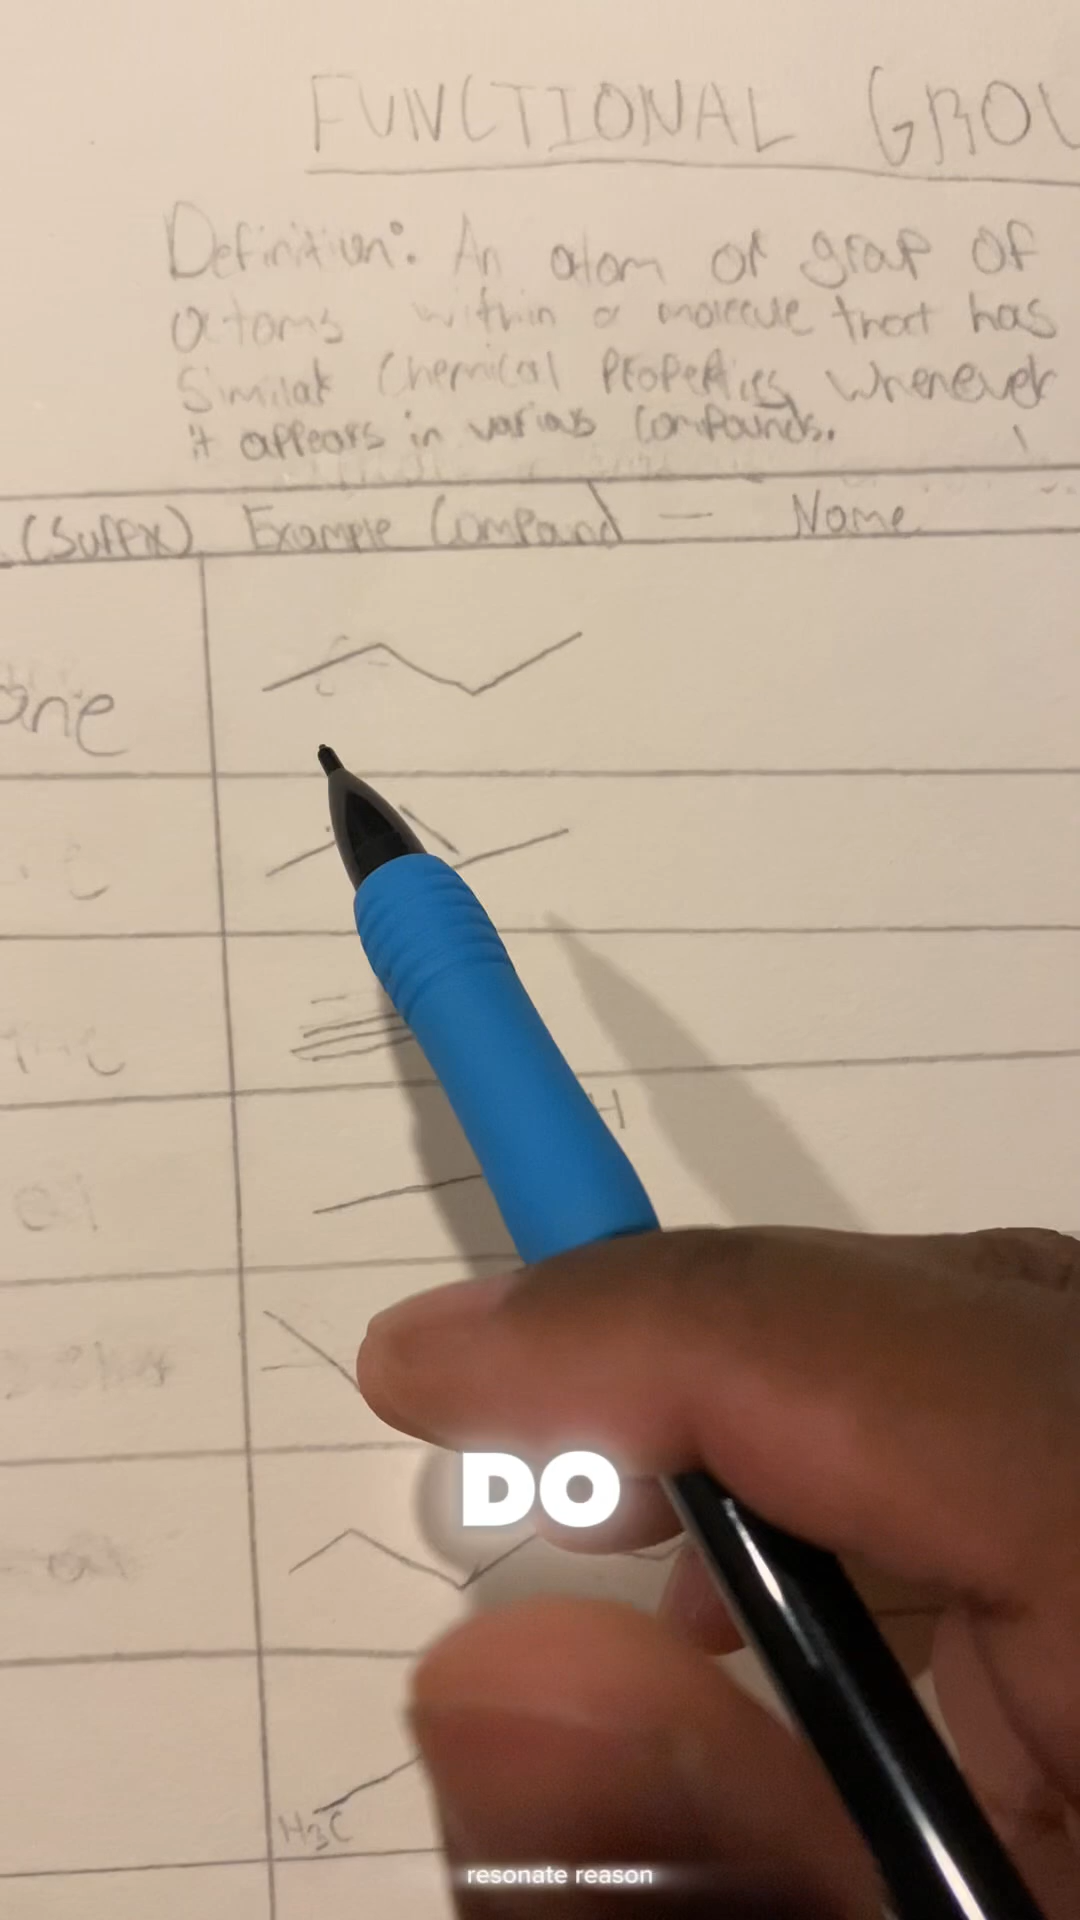 FUNCTIONAL GROU
Definition: An atom or group of
atoms within a molecule that has
Similar Chemical Properties Whenever
it appears in various Compounds.
(Suffix) Example Compound — Name
ane
e
H
DO
H3C
resonate reason